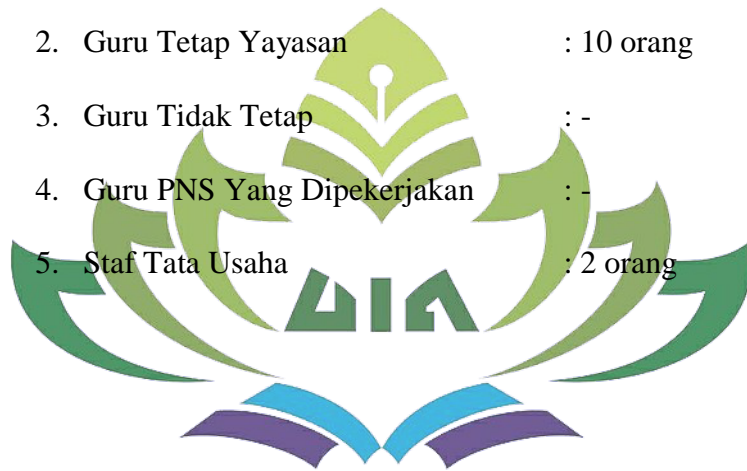 2. Guru Tetap Yayasan : 10 orang
3. Guru Tidak Tetap : -
4. Guru PNS Yang Dipekerjakan : -
5. Staf Tata Usaha : 2 orang
UIN